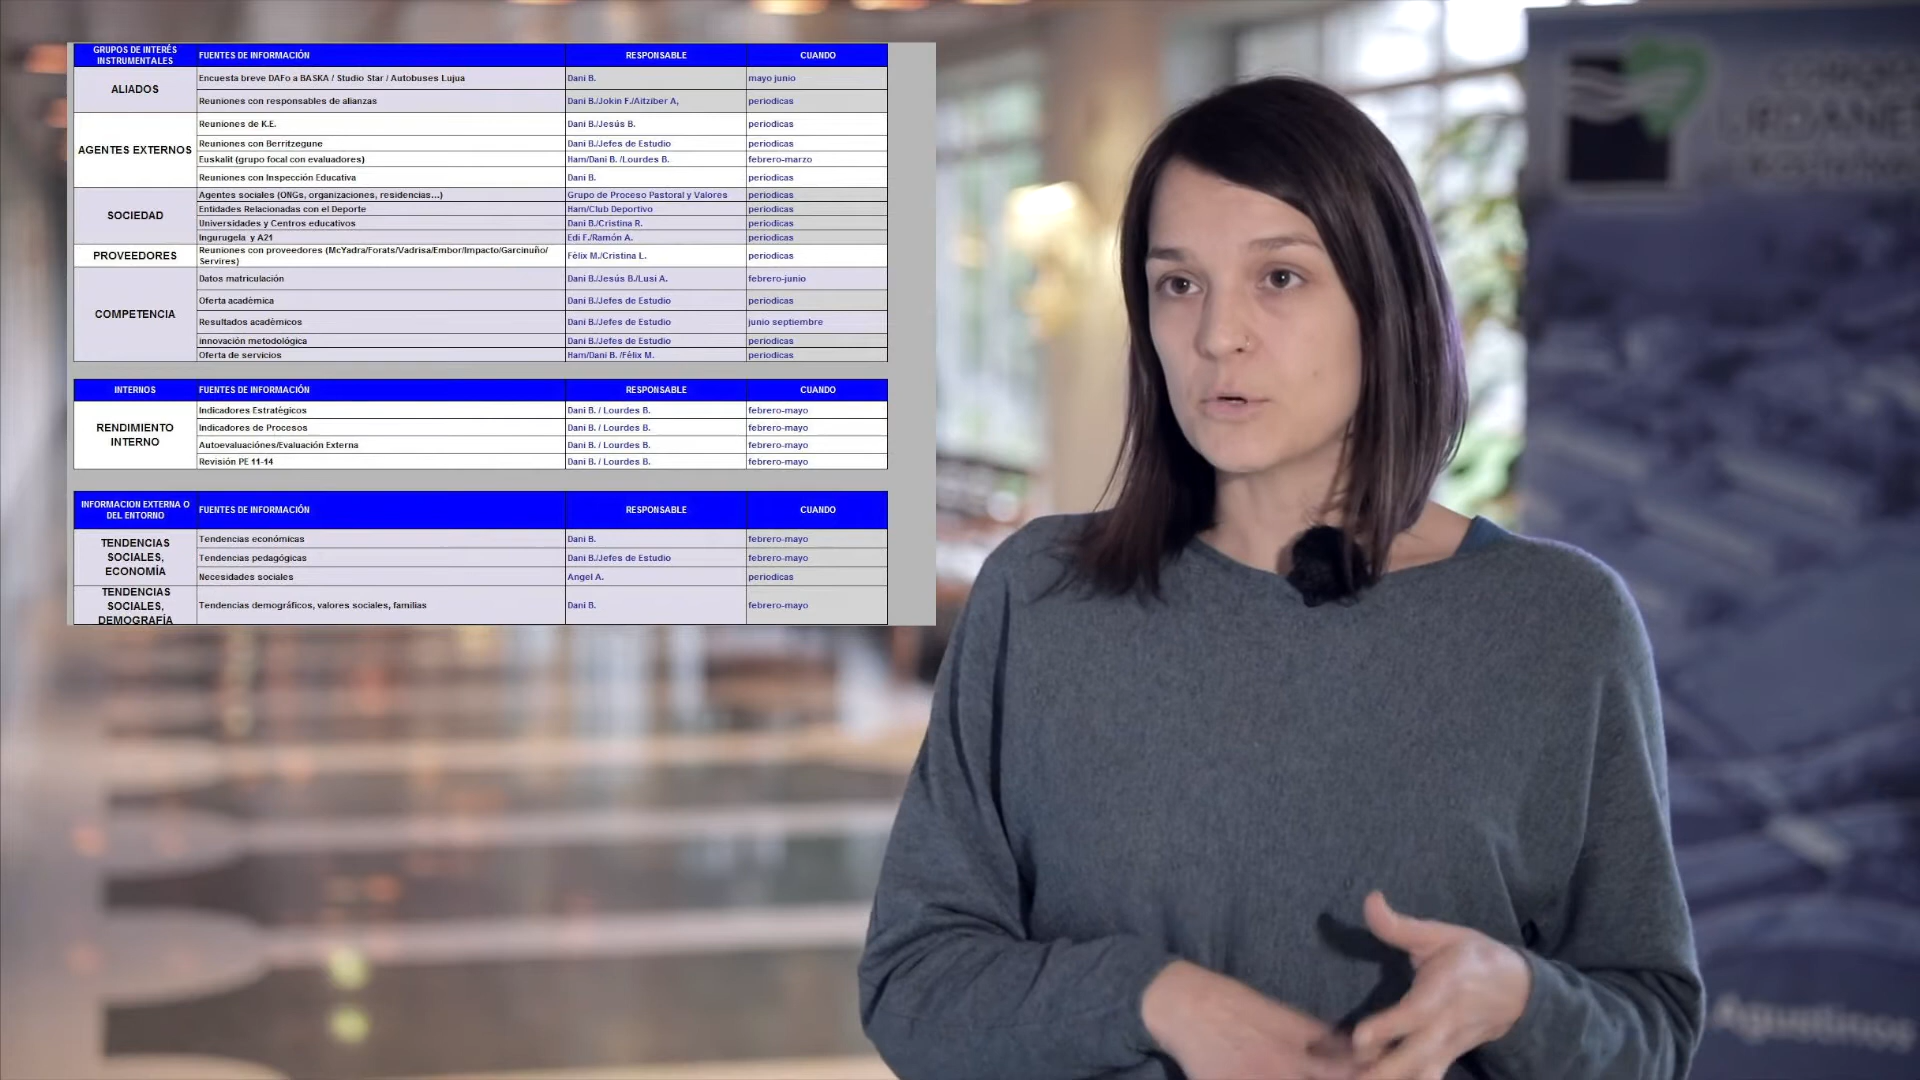 GRUPOS DE INTERÉS
INSTRUMENTALES
FUENTES DE INFORMACIÓN
RESPONSABLE
CUANDO
ALIADOS
Encuesta breve DAFo a BASKA / Studio Star / Autobuses Lujua
Dani B.
mayo junio
Reuniones con responsables de alianzas
Dani B./Jokin F./Aitziber A,
periodicas
AGENTES EXTERNOS
Reuniones de K.E.
Dani B./Jesús B.
periodicas
Reuniones con Berritzegune
Dani B./Jefes de Estudio
periodicas
Euskalit (grupo focal con evaluadores)
Ham/Dani B. /Lourdes B.
febrero-marzo
Reuniones con Inspección Educativa
Dani B.
periodicas
SOCIEDAD
Agentes sociales (ONGs, organizaciones, residencias...)
Grupo de Proceso Pastoral y Valores
periodicas
Entidades Relacionadas con el Deporte
Ham/Club Deportivo
periodicas
Universidades y Centros educativos
Dani B./Cristina R.
periodicas
Ingurugela y A21
Edi F./Ramón A.
periodicas
PROVEEDORES
Reuniones con proveedores (McYadra/Forats/Vadrisa/Embor/Impacto/Garcinuño/
Servires)
Félix M./Cristina L.
periodicas
COMPETENCIA
Datos matriculación
Dani B./Jesús B./Lusi A.
febrero-junio
Oferta académica
Dani B./Jefes de Estudio
periodicas
Resultados académicos
Dani B./Jefes de Estudio
junio septiembre
innovación metodológica
Dani B./Jefes de Estudio
periodicas
Oferta de servicios
Ham/Dani B. /Félix M.
periodicas
INTERNOS
FUENTES DE INFORMACIÓN
RESPONSABLE
CUANDO
RENDIMIENTO
INTERNO
Indicadores Estratégicos
Dani B. / Lourdes B.
febrero-mayo
Indicadores de Procesos
Dani B. / Lourdes B.
febrero-mayo
Autoevaluaciónes/Evaluación Externa
Dani B. / Lourdes B.
febrero-mayo
Revisión PE 11-14
Dani B. / Lourdes B.
febrero-mayo
INFORMACION EXTERNA O
DEL ENTORNO
FUENTES DE INFORMACIÓN
RESPONSABLE
CUANDO
TENDENCIAS
SOCIALES,
ECONOMÍA
Tendencias económicas
Dani B.
febrero-mayo
Tendencias pedagógicas
Dani B./Jefes de Estudio
febrero-mayo
Necesidades sociales
Angel A.
periodicas
TENDENCIAS
SOCIALES,
DEMOGRAFÍA
Tendencias demográficos, valores sociales, familias
Dani B.
febrero-mayo
Agustinos